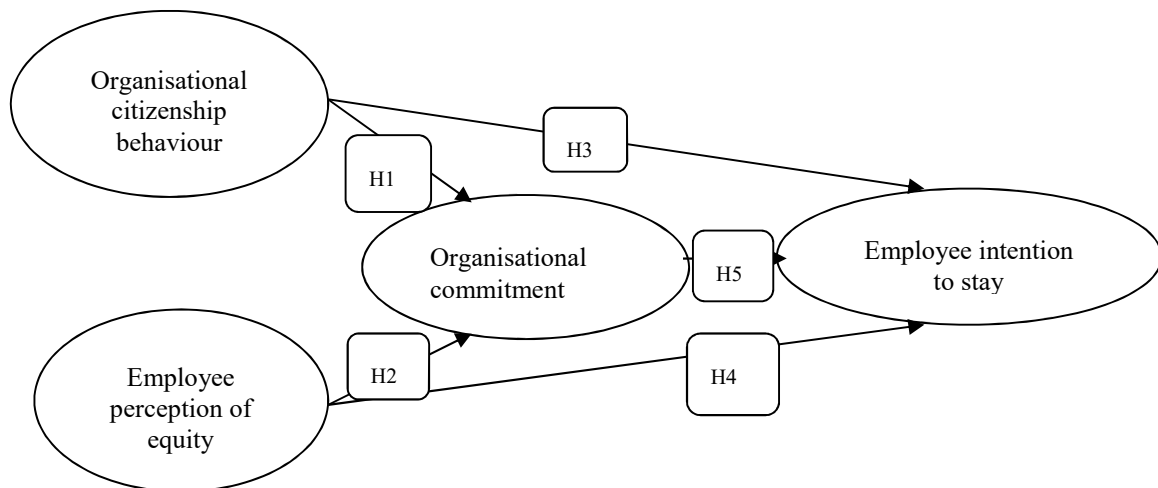 Organisational
citizenship
behaviour
H3
H1
Organisational
commitment
H5
Employee intention
to stay
Employee
perception of
equity
H2
H4